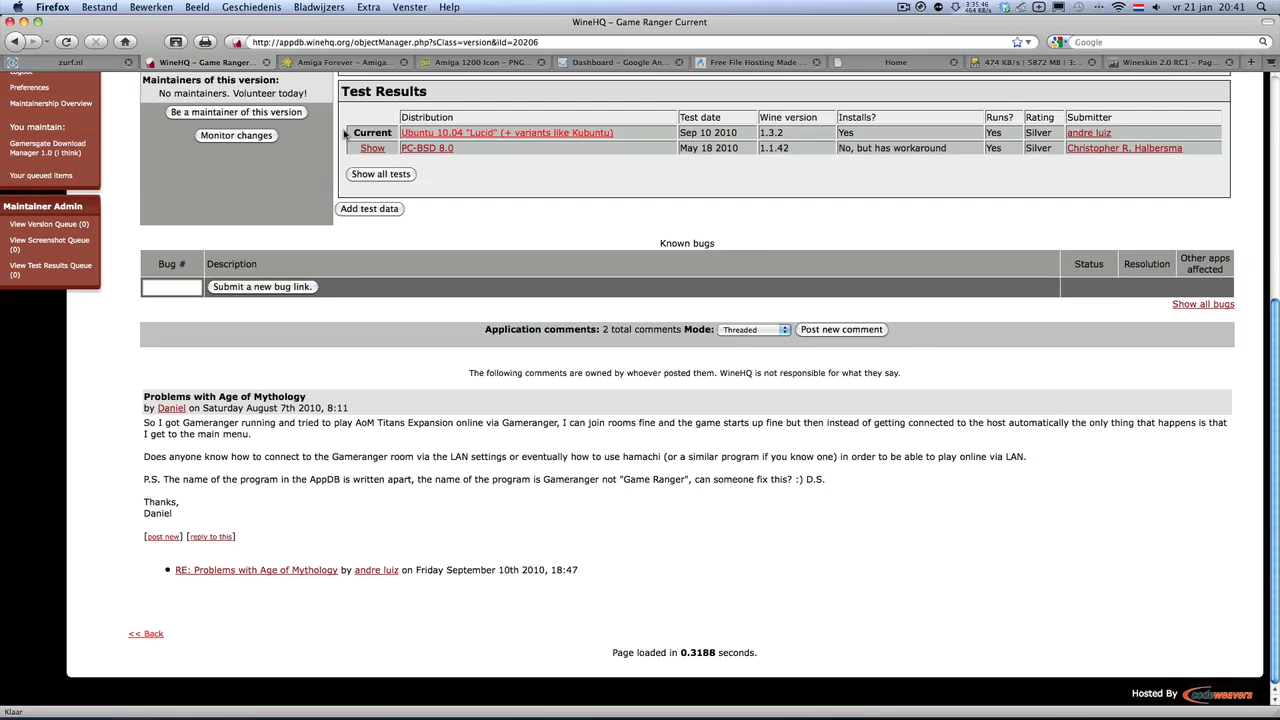 Firefox Bestand Bewerken Beeld Geschiedenis Bladwijzers Extra Venster Help 3:35:46 464 KB/s vr 21 jan 20:41
WineHQ - Game Ranger Current
http://appdb.winehq.org/objectManager.php?sClass=version&iId=20206 Google
zurf.nl WineHQ - Game Ranger... Amiga Forever - Amiga... Amiga 1200 Icon - PNG... Dashboard - Google An... Free File Hosting Made ... Home 474 KB/s | 5872 MB | 3:... Wineskin 2.0 RC1 - Pag...
Logout
Preferences
Maintainership Overview
You maintain:
Gamersgate Download
Manager 1.0 (i think)
Your queued items
Maintainer Admin
View Version Queue (0)
View Screenshot Queue
(0)
View Test Results Queue
(0)
Maintainers of this version:
No maintainers. Volunteer today!
Be a maintainer of this version
Monitor changes
Test Results
Distribution Test date Wine version Installs? Runs? Rating Submitter
Current Ubuntu 10.04 "Lucid" (+ variants like Kubuntu) Sep 10 2010 1.3.2 Yes Yes Silver andre luiz
Show PC-BSD 8.0 May 18 2010 1.1.42 No, but has workaround Yes Silver Christopher R. Halbersma
Show all tests
Add test data
Known bugs
Bug # Description Status Resolution Other apps
affected
Submit a new bug link.
Show all bugs
Application comments: 2 total comments Mode: Threaded Post new comment
The following comments are owned by whoever posted them. WineHQ is not responsible for what they say.
Problems with Age of Mythology
by Daniel on Saturday August 7th 2010, 8:11
So I got Gameranger running and tried to play AoM Titans Expansion online via Gameranger, I can join rooms fine and the game starts up fine but then instead of getting connected to the host automatically the only thing that happens is that
I get to the main menu.
Does anyone know how to connect to the Gameranger room via the LAN settings or eventually how to use hamachi (or a similar program if you know one) in order to be able to play online via LAN.
P.S. The name of the program in the AppDB is written apart, the name of the program is Gameranger not "Game Ranger", can someone fix this? :) D.S.
Thanks,
Daniel
[post new] [reply to this]
• RE: Problems with Age of Mythology by andre luiz on Friday September 10th 2010, 18:47
<< Back
Page loaded in 0.3188 seconds.
Hosted By codeweavers
Klaar